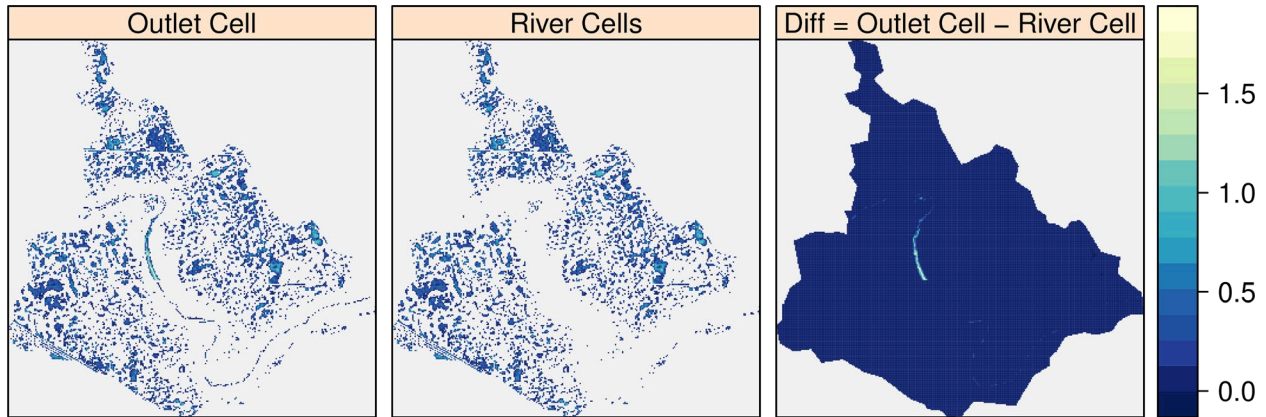 Outlet Cell
River Cells
Diff = Outlet Cell − River Cell
1.5
1.0
0.5
0.0